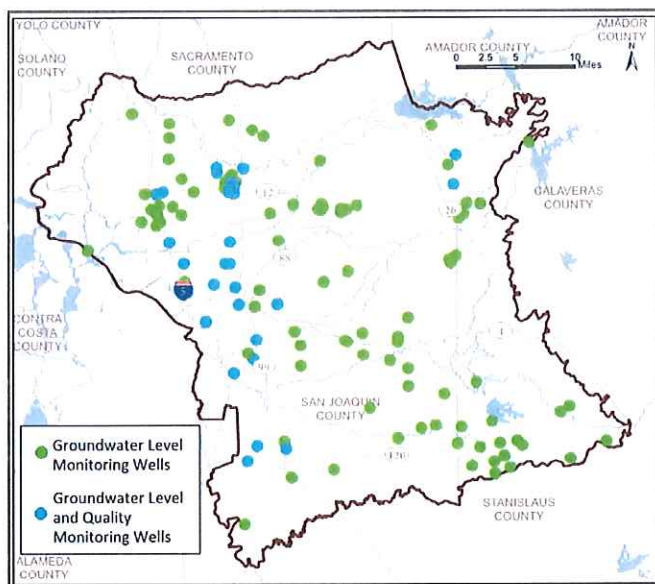 YOLO COUNTY
SOLANO
COUNTY
SACRAMENTO
COUNTY
AMADOR COUNTY
AMADOR
COUNTY
0 2.5 5 10
Miles
N
12
CALAVERAS
COUNTY
26
88
5
CONTRA
COSTA
COUNTY
4
99
SAN JOAQUIN
COUNTY
120
Groundwater Level
Monitoring Wells
Groundwater Level
and Quality
Monitoring Wells
STANISLAUS
COUNTY
ALAMEDA
COUNTY